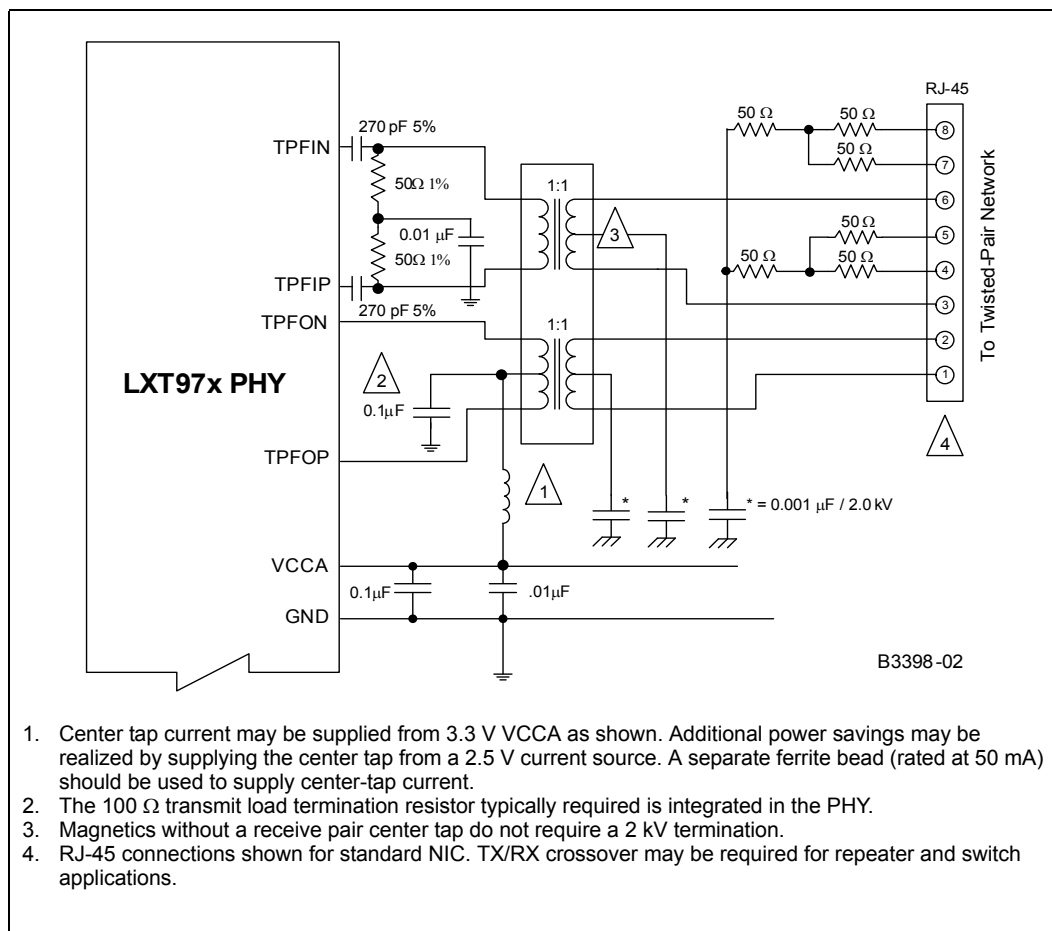 RJ-45
50 Ω
50 Ω
8
270 pF 5%
TPFIN
50 Ω
7
50Ω 1%
1:1
6
3
50 Ω
5
0.01 µF
50 Ω
50 Ω
4
50Ω 1%
TPFIP
3
270 pF 5%
TPFON
1:1
2
To Twisted-Pair Network
LXT97x PHY
2
1
0.1µF
4
TPFOP
1
*
*
* = 0.001 µF / 2.0 kV
VCCA
0.1µF
.01µF
GND
B3398-02
1. Center tap current may be supplied from 3.3 V VCCA as shown. Additional power savings may be
realized by supplying the center tap from a 2.5 V current source. A separate ferrite bead (rated at 50 mA)
should be used to supply center-tap current.
2. The 100 Ω transmit load termination resistor typically required is integrated in the PHY.
3. Magnetics without a receive pair center tap do not require a 2 kV termination.
4. RJ-45 connections shown for standard NIC. TX/RX crossover may be required for repeater and switch
applications.